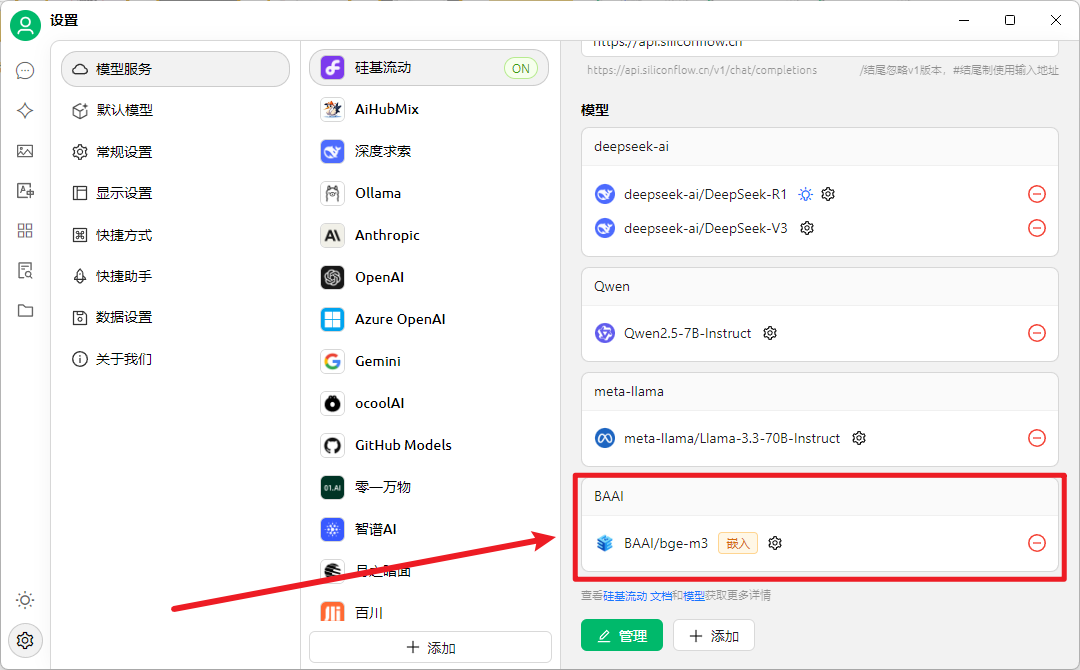 设置
模型服务
默认模型
常规设置
显示设置
快捷方式
快捷助手
数据设置
关于我们
硅基流动 ON
AiHubMix
深度求索
Ollama
Anthropic
OpenAI
Azure OpenAI
Gemini
ocoolAI
GitHub Models
01.AI 零一万物
智谱AI
月之暗面
百川
添加
https://api.siliconflow.cn
https://api.siliconflow.cn/v1/chat/completions /结尾忽略v1版本，#结尾制使用输入地址
模型
deepseek-ai
deepseek-ai/DeepSeek-R1
deepseek-ai/DeepSeek-V3
Qwen
Qwen2.5-7B-Instruct
meta-llama
meta-llama/Llama-3.3-70B-Instruct
BAAI
BAAI/bge-m3 嵌入
查看硅基流动 文档和模型获取更多详情
管理 添加